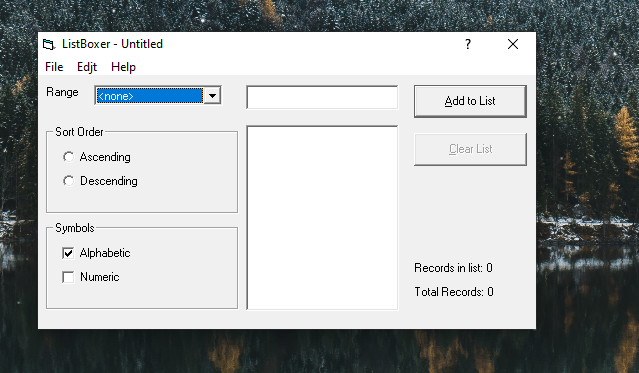 ListBoxer - Untitled
File Edjt Help
Range <none> Add to List
Sort Order
Ascending
Descending
Clear List
Symbols
Alphabetic
Numeric
Records in list: 0
Total Records: 0